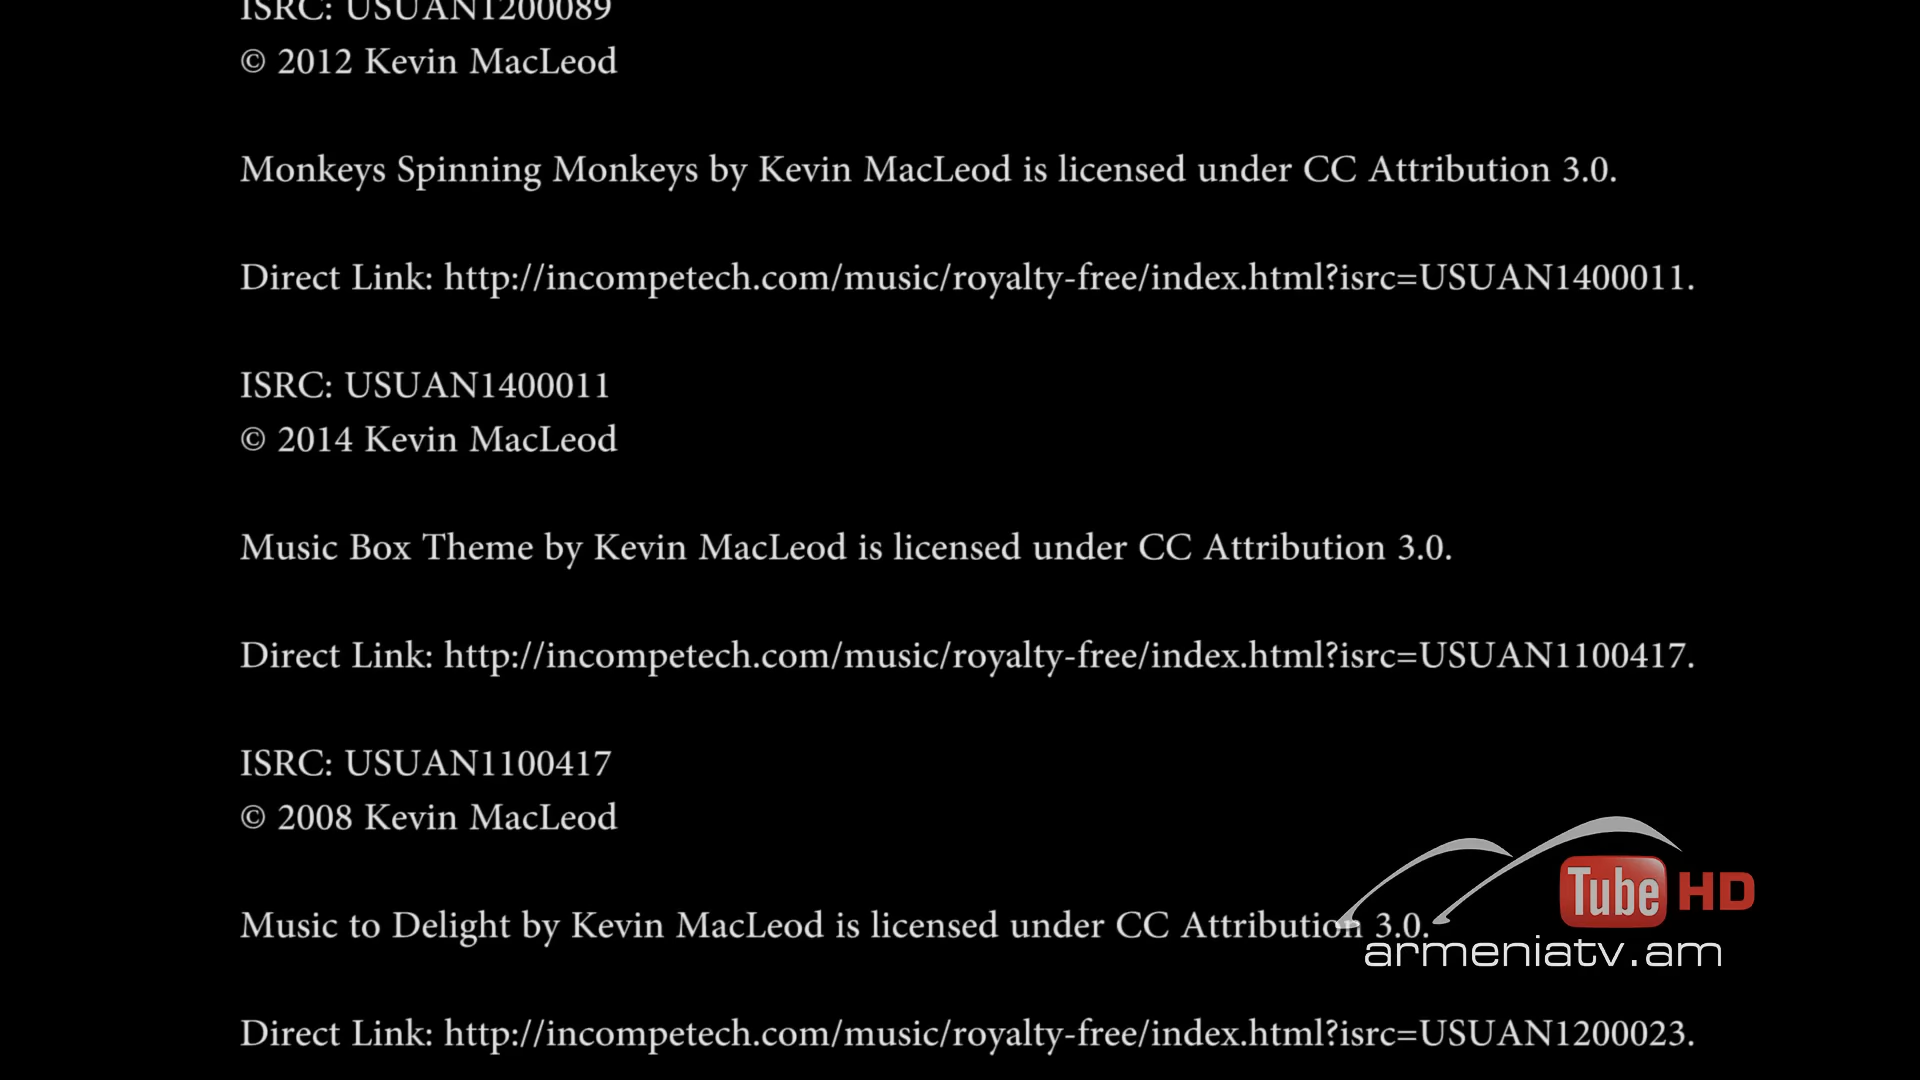 ISRC: USUAN1200089
© 2012 Kevin MacLeod
Monkeys Spinning Monkeys by Kevin MacLeod is licensed under CC Attribution 3.0.
Direct Link: http://incompetech.com/music/royalty-free/index.html?isrc=USUAN1400011.
ISRC: USUAN1400011
© 2014 Kevin MacLeod
Music Box Theme by Kevin MacLeod is licensed under CC Attribution 3.0.
Direct Link: http://incompetech.com/music/royalty-free/index.html?isrc=USUAN1100417.
ISRC: USUAN1100417
© 2008 Kevin MacLeod
Music to Delight by Kevin MacLeod is licensed under CC Attribution 3.0.
Direct Link: http://incompetech.com/music/royalty-free/index.html?isrc=USUAN1200023.
Tube HD
armeniatv.am